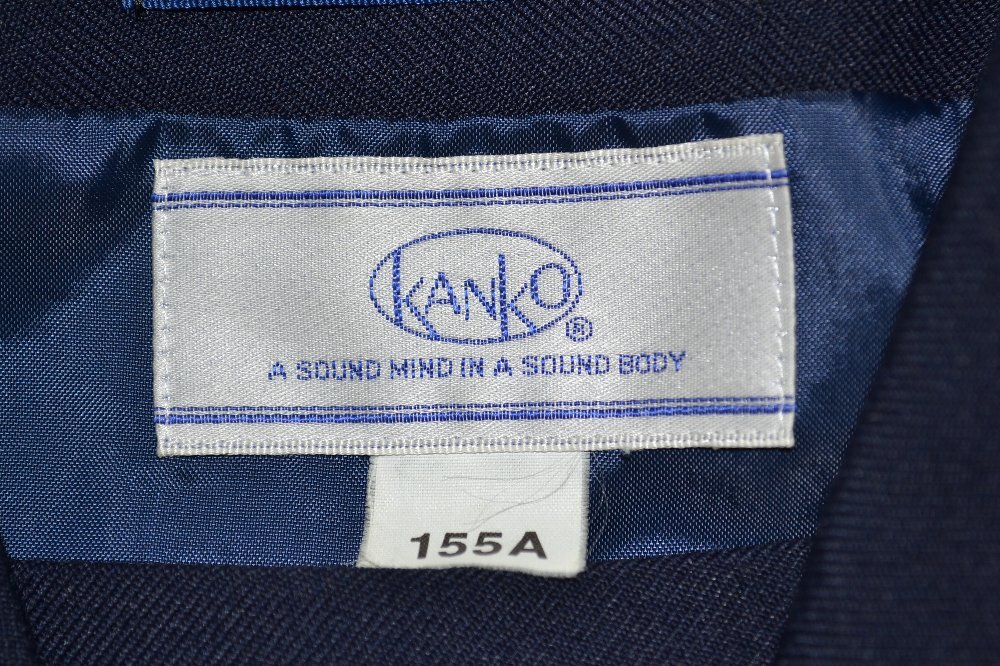 KANKO®
A SOUND MIND IN A SOUND BODY
155A